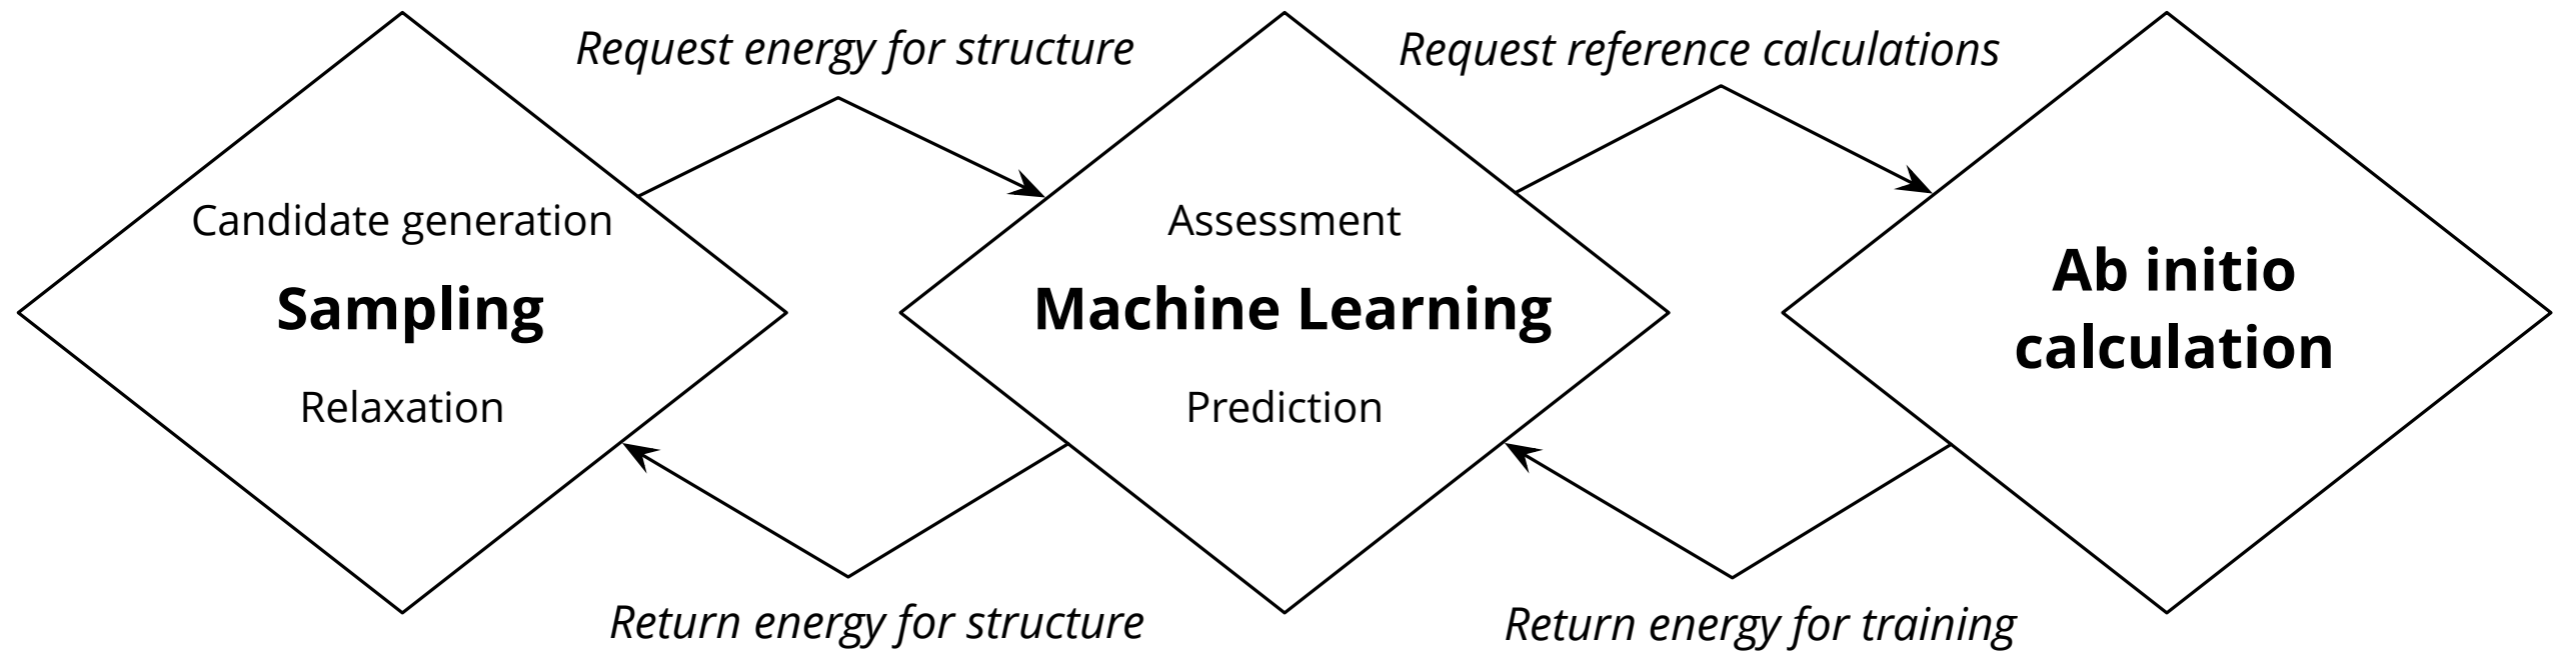 Request energy for structure
Request reference calculations
Candidate generation
Sampling
Relaxation
Assessment
Machine Learning
Prediction
Ab initio
calculation
Return energy for structure
Return energy for training